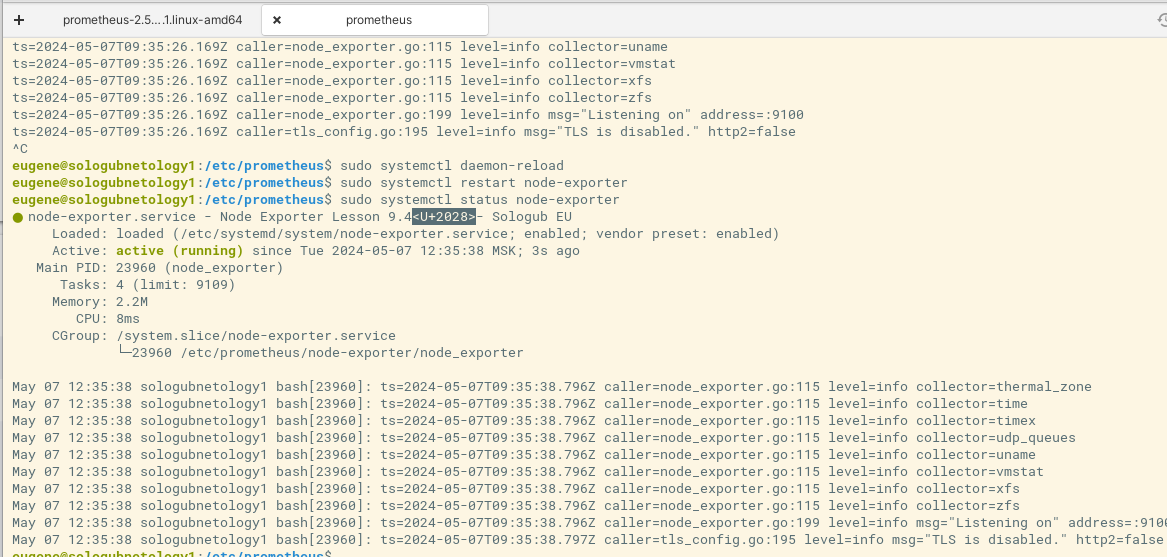 + prometheus-2.5....1.linux-amd64 × prometheus
ts=2024-05-07T09:35:26.169Z caller=node_exporter.go:115 level=info collector=uname
ts=2024-05-07T09:35:26.169Z caller=node_exporter.go:115 level=info collector=vmstat
ts=2024-05-07T09:35:26.169Z caller=node_exporter.go:115 level=info collector=xfs
ts=2024-05-07T09:35:26.169Z caller=node_exporter.go:115 level=info collector=zfs
ts=2024-05-07T09:35:26.169Z caller=node_exporter.go:199 level=info msg="Listening on" address=:9100
ts=2024-05-07T09:35:26.169Z caller=tls_config.go:195 level=info msg="TLS is disabled." http2=false
^C
eugene@sologubnetology1:/etc/prometheus$ sudo systemctl daemon-reload
eugene@sologubnetology1:/etc/prometheus$ sudo systemctl restart node-exporter
eugene@sologubnetology1:/etc/prometheus$ sudo systemctl status node-exporter
● node-exporter.service - Node Exporter Lesson 9.4<U+2028>- Sologub EU
Loaded: loaded (/etc/systemd/system/node-exporter.service; enabled; vendor preset: enabled)
Active: active (running) since Tue 2024-05-07 12:35:38 MSK; 3s ago
Main PID: 23960 (node_exporter)
Tasks: 4 (limit: 9109)
Memory: 2.2M
CPU: 8ms
CGroup: /system.slice/node-exporter.service
└─23960 /etc/prometheus/node-exporter/node_exporter
May 07 12:35:38 sologubnetology1 bash[23960]: ts=2024-05-07T09:35:38.796Z caller=node_exporter.go:115 level=info collector=thermal_zone
May 07 12:35:38 sologubnetology1 bash[23960]: ts=2024-05-07T09:35:38.796Z caller=node_exporter.go:115 level=info collector=time
May 07 12:35:38 sologubnetology1 bash[23960]: ts=2024-05-07T09:35:38.796Z caller=node_exporter.go:115 level=info collector=timex
May 07 12:35:38 sologubnetology1 bash[23960]: ts=2024-05-07T09:35:38.796Z caller=node_exporter.go:115 level=info collector=udp_queues
May 07 12:35:38 sologubnetology1 bash[23960]: ts=2024-05-07T09:35:38.796Z caller=node_exporter.go:115 level=info collector=uname
May 07 12:35:38 sologubnetology1 bash[23960]: ts=2024-05-07T09:35:38.796Z caller=node_exporter.go:115 level=info collector=vmstat
May 07 12:35:38 sologubnetology1 bash[23960]: ts=2024-05-07T09:35:38.796Z caller=node_exporter.go:115 level=info collector=xfs
May 07 12:35:38 sologubnetology1 bash[23960]: ts=2024-05-07T09:35:38.796Z caller=node_exporter.go:115 level=info collector=zfs
May 07 12:35:38 sologubnetology1 bash[23960]: ts=2024-05-07T09:35:38.796Z caller=node_exporter.go:199 level=info msg="Listening on" address=:9100
May 07 12:35:38 sologubnetology1 bash[23960]: ts=2024-05-07T09:35:38.797Z caller=tls_config.go:195 level=info msg="TLS is disabled." http2=false
eugene@sologubnetology1:/etc/prometheus$